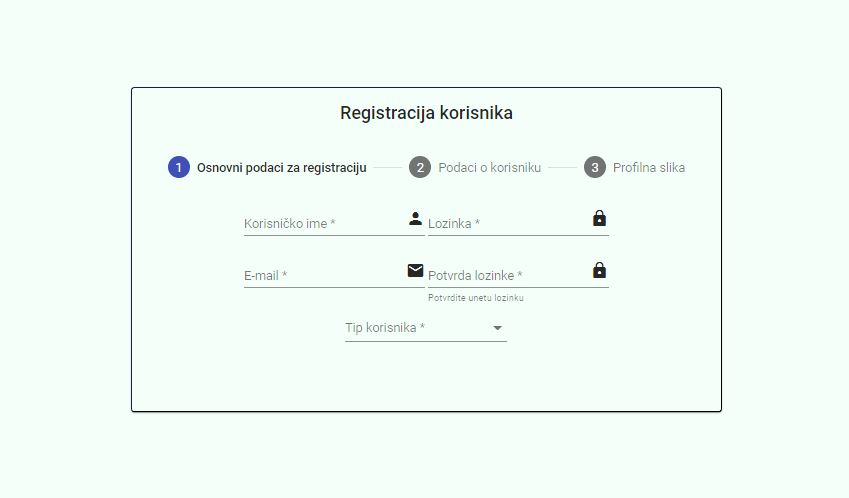 Registracija korisnika
1 Osnovni podaci za registraciju 2 Podaci o korisniku 3 Profilna slika
Korisničko ime * Lozinka *
E-mail * Potvrda lozinke *
Potvrdite unetu lozinku
Tip korisnika *